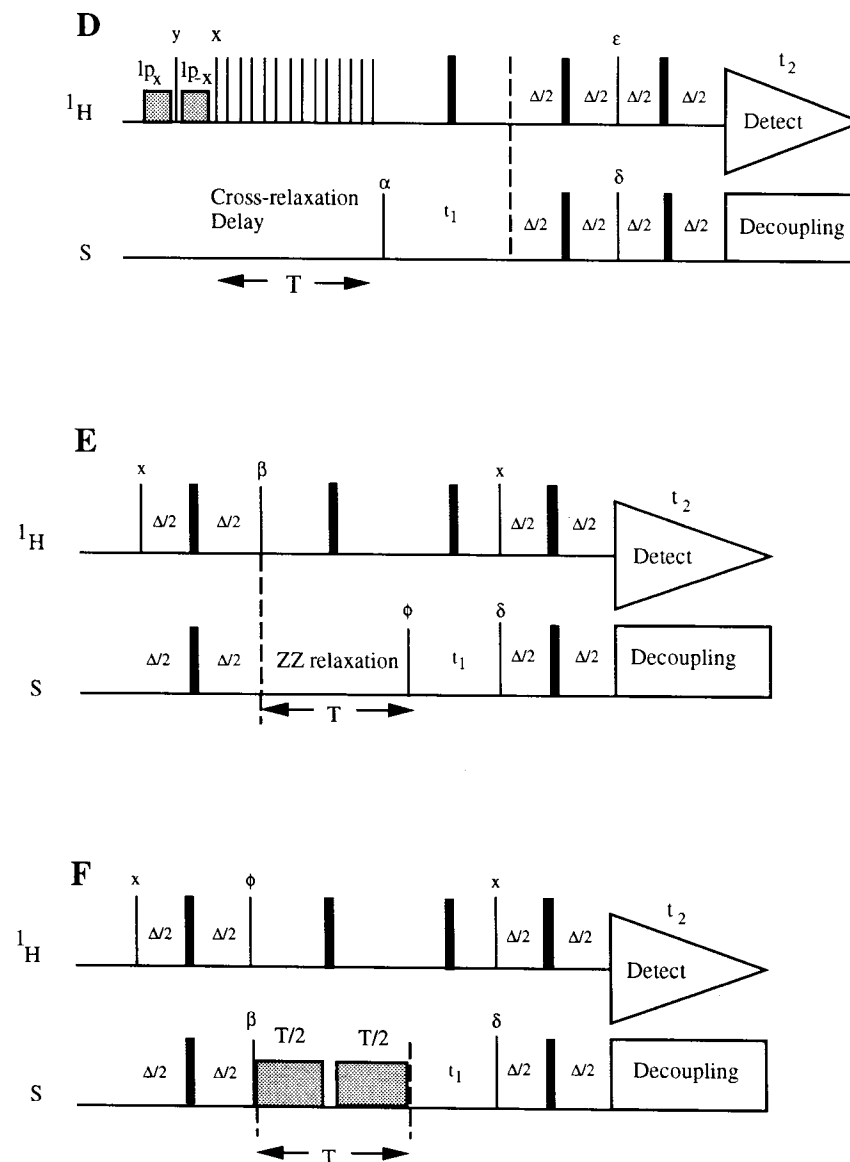 D
y x ε t₂
lpₓ lp₋ₓ
Δ/2 Δ/2 Δ/2 Δ/2
¹H Detect
α δ
Cross-relaxation
Delay
t₁ Δ/2 Δ/2 Δ/2 Δ/2 Decoupling
S
T
E
x β x t₂
Δ/2 Δ/2 Δ/2 Δ/2
¹H Detect
φ δ
Δ/2 Δ/2 ZZ relaxation t₁ Δ/2 Δ/2 Decoupling
S
T
F
x φ x t₂
Δ/2 Δ/2 Δ/2 Δ/2
¹H Detect
β T/2 T/2 δ
Δ/2 Δ/2 t₁ Δ/2 Δ/2 Decoupling
S
T